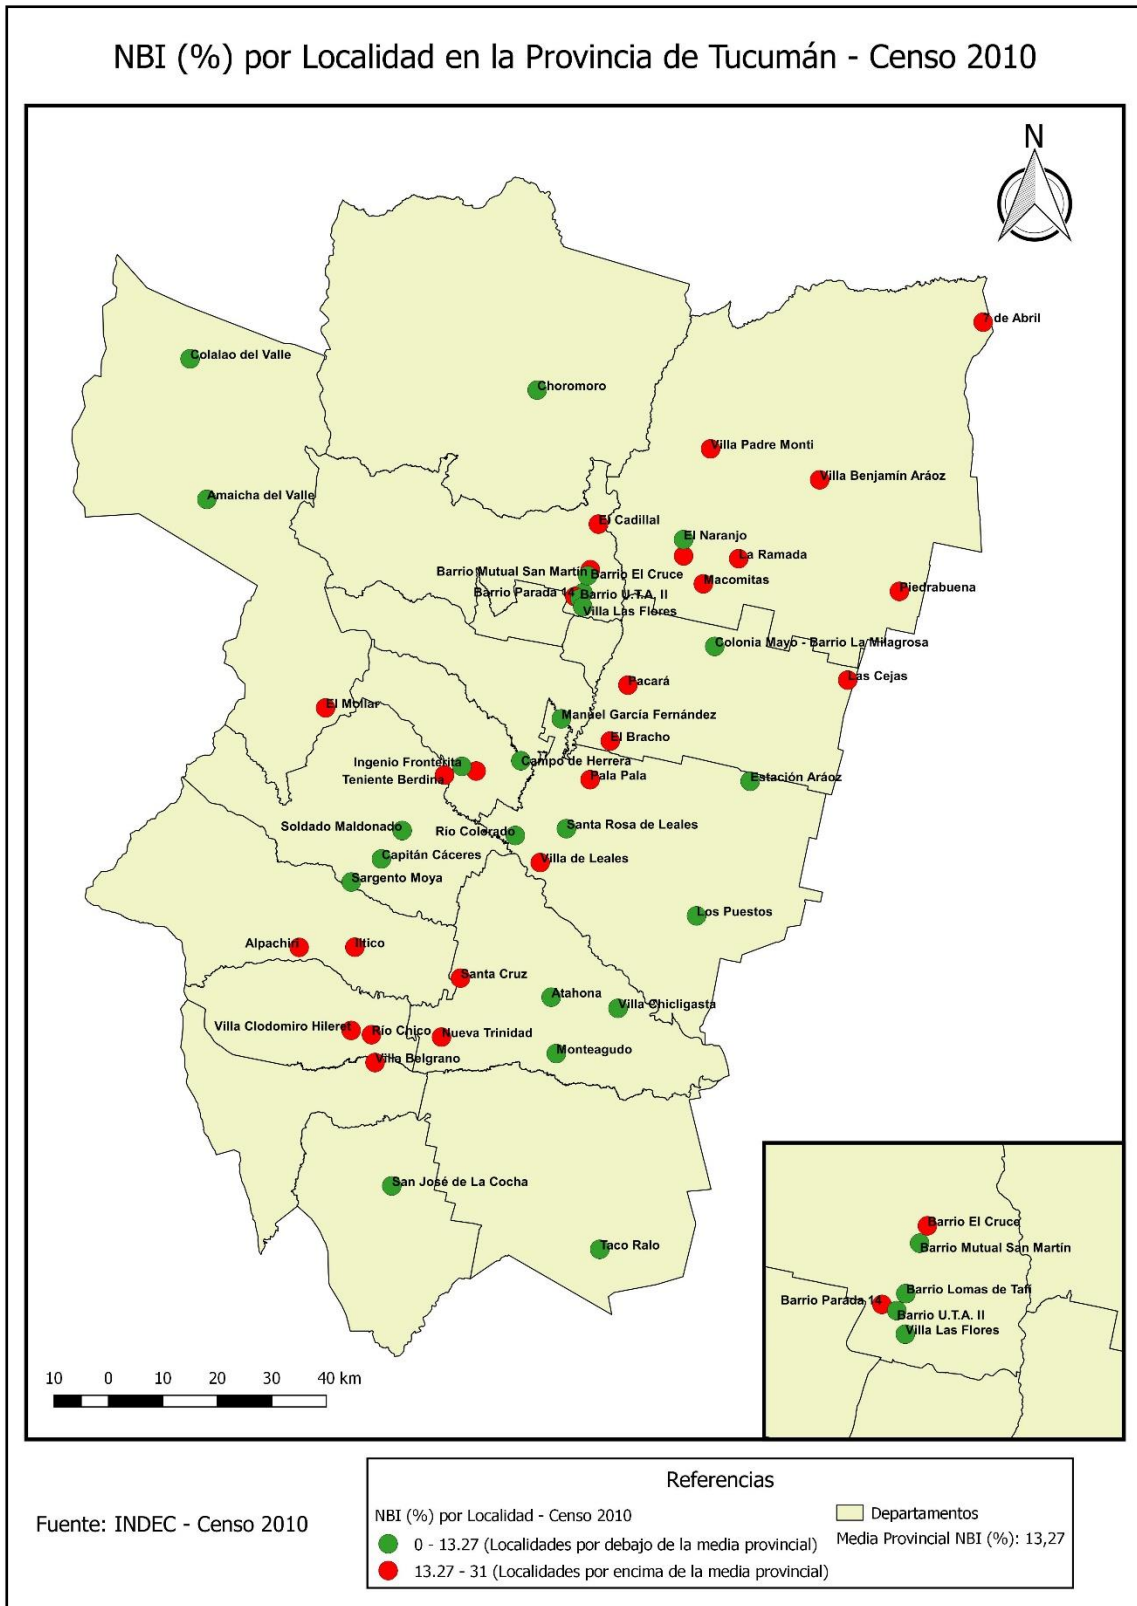 NBI (%) por Localidad en la Provincia de Tucumán - Censo 2010
N
7 de Abril
Colalao del Valle
Choromoro
Villa Padre Monti
Villa Benjamín Aráoz
Amaicha del Valle
El Cadillal
El Naranjo
La Ramada
Barrio Mutual San Martín
Barrio El Cruce
Macomitas
Piedrabuena
Barrio Parada 14
Barrio U.T.A. II
Villa Las Flores
Colonia Mayo - Barrio La Milagrosa
Las Cejas
Pacará
El Mollar
Manuel García Fernández
El Bracho
Ingenio Fronterita
Campo de Herrera
Teniente Berdina
Pala Pala
Estación Aráoz
Soldado Maldonado
Río Colorado
Santa Rosa de Leales
Capitán Cáceres
Villa de Leales
Sargento Moya
Los Puestos
Alpachiri
Iltico
Santa Cruz
Atahona
Villa Chicligasta
Villa Clodomiro Hileret
Río Chico
Nueva Trinidad
Villa Belgrano
Monteagudo
San José de La Cocha
Taco Ralo
Barrio El Cruce
Barrio Mutual San Martín
Barrio Lomas de Tafí
Barrio Parada 14
Barrio U.T.A. II
Villa Las Flores
10 0 10 20 30 40 km
Fuente: INDEC - Censo 2010
Referencias
NBI (%) por Localidad - Censo 2010
0 - 13.27 (Localidades por debajo de la media provincial)
13.27 - 31 (Localidades por encima de la media provincial)
Departamentos
Media Provincial NBI (%): 13,27